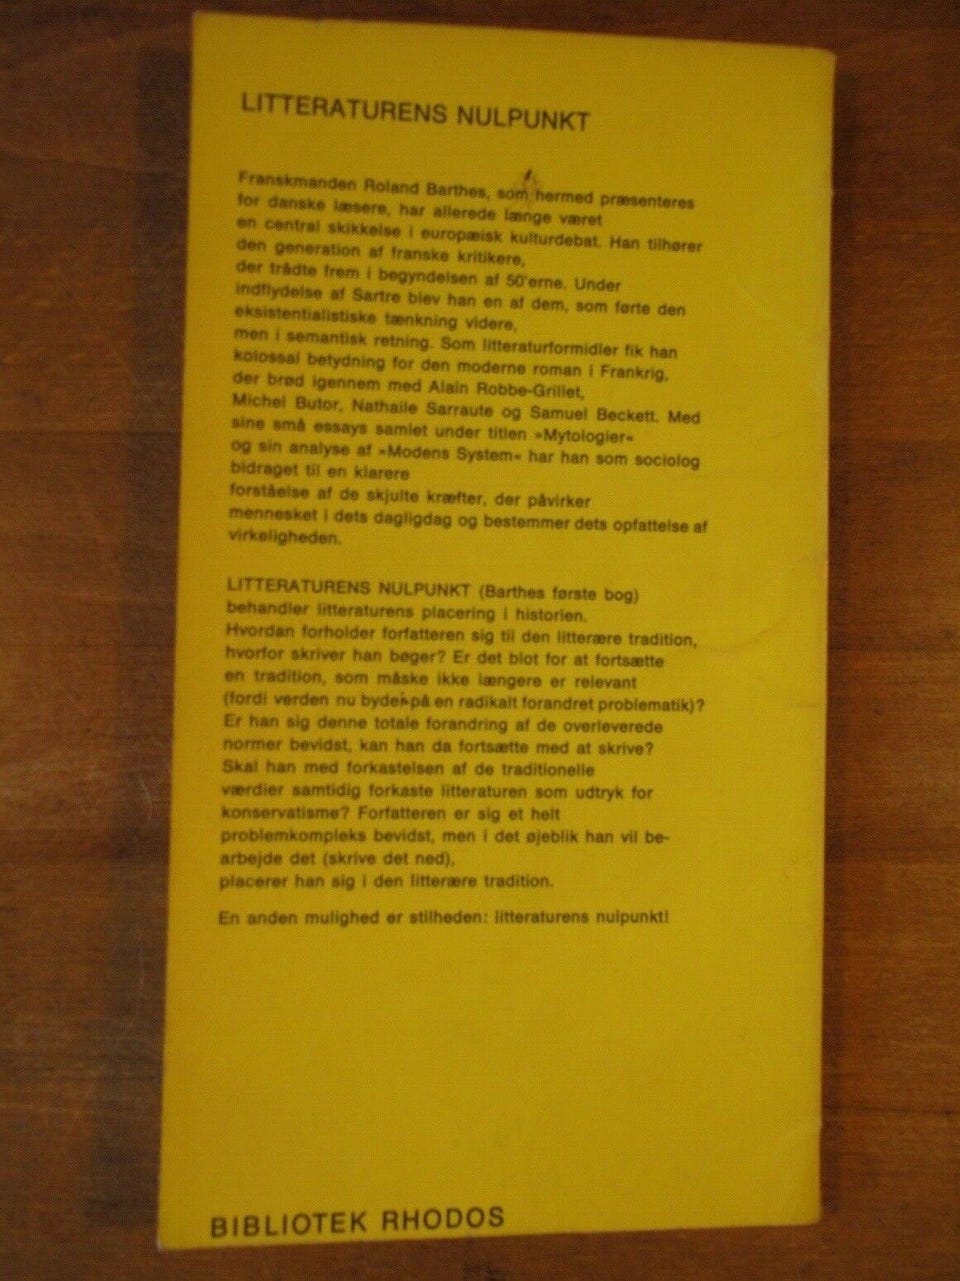 LITTERATURENS NULPUNKT
Franskmanden Roland Barthes, som hermed præsenteres
for danske læsere, har allerede længe været
en central skikkelse i europæisk kulturdebat. Han tilhører
den generation af franske kritikere,
der trådte frem i begyndelsen af 50'erne. Under
indflydelse af Sartre blev han en af dem, som førte den
eksistentialistiske tænkning videre,
men i semantisk retning. Som litteraturformidler fik han
kolossal betydning for den moderne roman i Frankrig,
der brød igennem med Alain Robbe-Grillet,
Michel Butor, Nathalie Sarraute og Samuel Beckett. Med
sine små essays samlet under titlen »Mytologier«
og sin analyse af »Modens System« har han som sociolog
bidraget til en klarere
forståelse af de skjulte kræfter, der påvirker
mennesket i dets dagligdag og bestemmer dets opfattelse af
virkeligheden.
LITTERATURENS NULPUNKT (Barthes første bog)
behandler litteraturens placering i historien.
Hvordan forholder forfatteren sig til den litterære tradition,
hvorfor skriver han bøger? Er det blot for at fortsætte
en tradition, som måske ikke længere er relevant
(fordi verden nu byder på en radikalt forandret problematik)?
Er han sig denne totale forandring af de overleverede
normer bevidst, kan han da fortsætte med at skrive?
Skal han med forkastelsen af de traditionelle
værdier samtidig forkaste litteraturen som udtryk for
konservatisme? Forfatteren er sig et helt
problemkompleks bevidst, men i det øjeblik han vil be-
arbejde det (skrive det ned),
placerer han sig i den litterære tradition.
En anden mulighed er stilheden: litteraturens nulpunkt!
BIBLIOTEK RHODOS